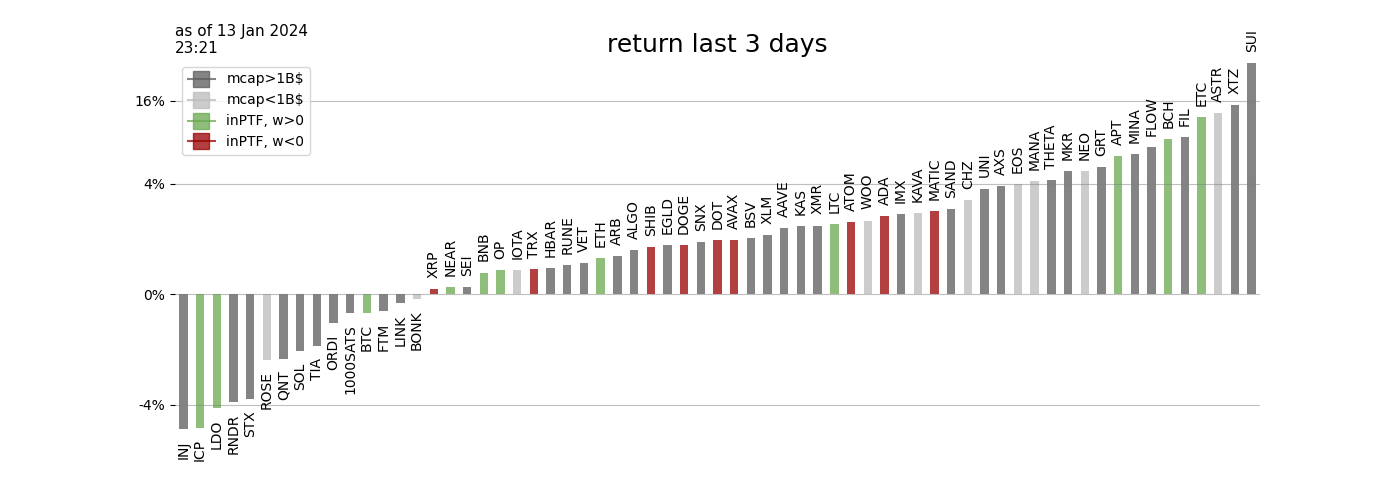 as of 13 Jan 2024
23:21
return last 3 days
mcap>1B$
mcap<1B$
inPTF, w>0
inPTF, w<0
16%
4%
0%
-4%
INJ
ICP
LDO
RNDR
STX
ROSE
QNT
SOL
TIA
ORDI
1000SATS
BTC
FTM
LINK
BONK
XRP
NEAR
SEI
BNB
OP
IOTA
TRX
HBAR
RUNE
VET
ETH
ARB
ALGO
SHIB
EGLD
DOGE
SNX
DOT
AVAX
BSV
XLM
AAVE
KAS
XMR
LTC
ATOM
WOO
ADA
IMX
KAVA
MATIC
SAND
CHZ
UNI
AXS
EOS
MANA
THETA
MKR
NEO
GRT
APT
MINA
FLOW
BCH
FIL
ETC
ASTR
XTZ
SUI